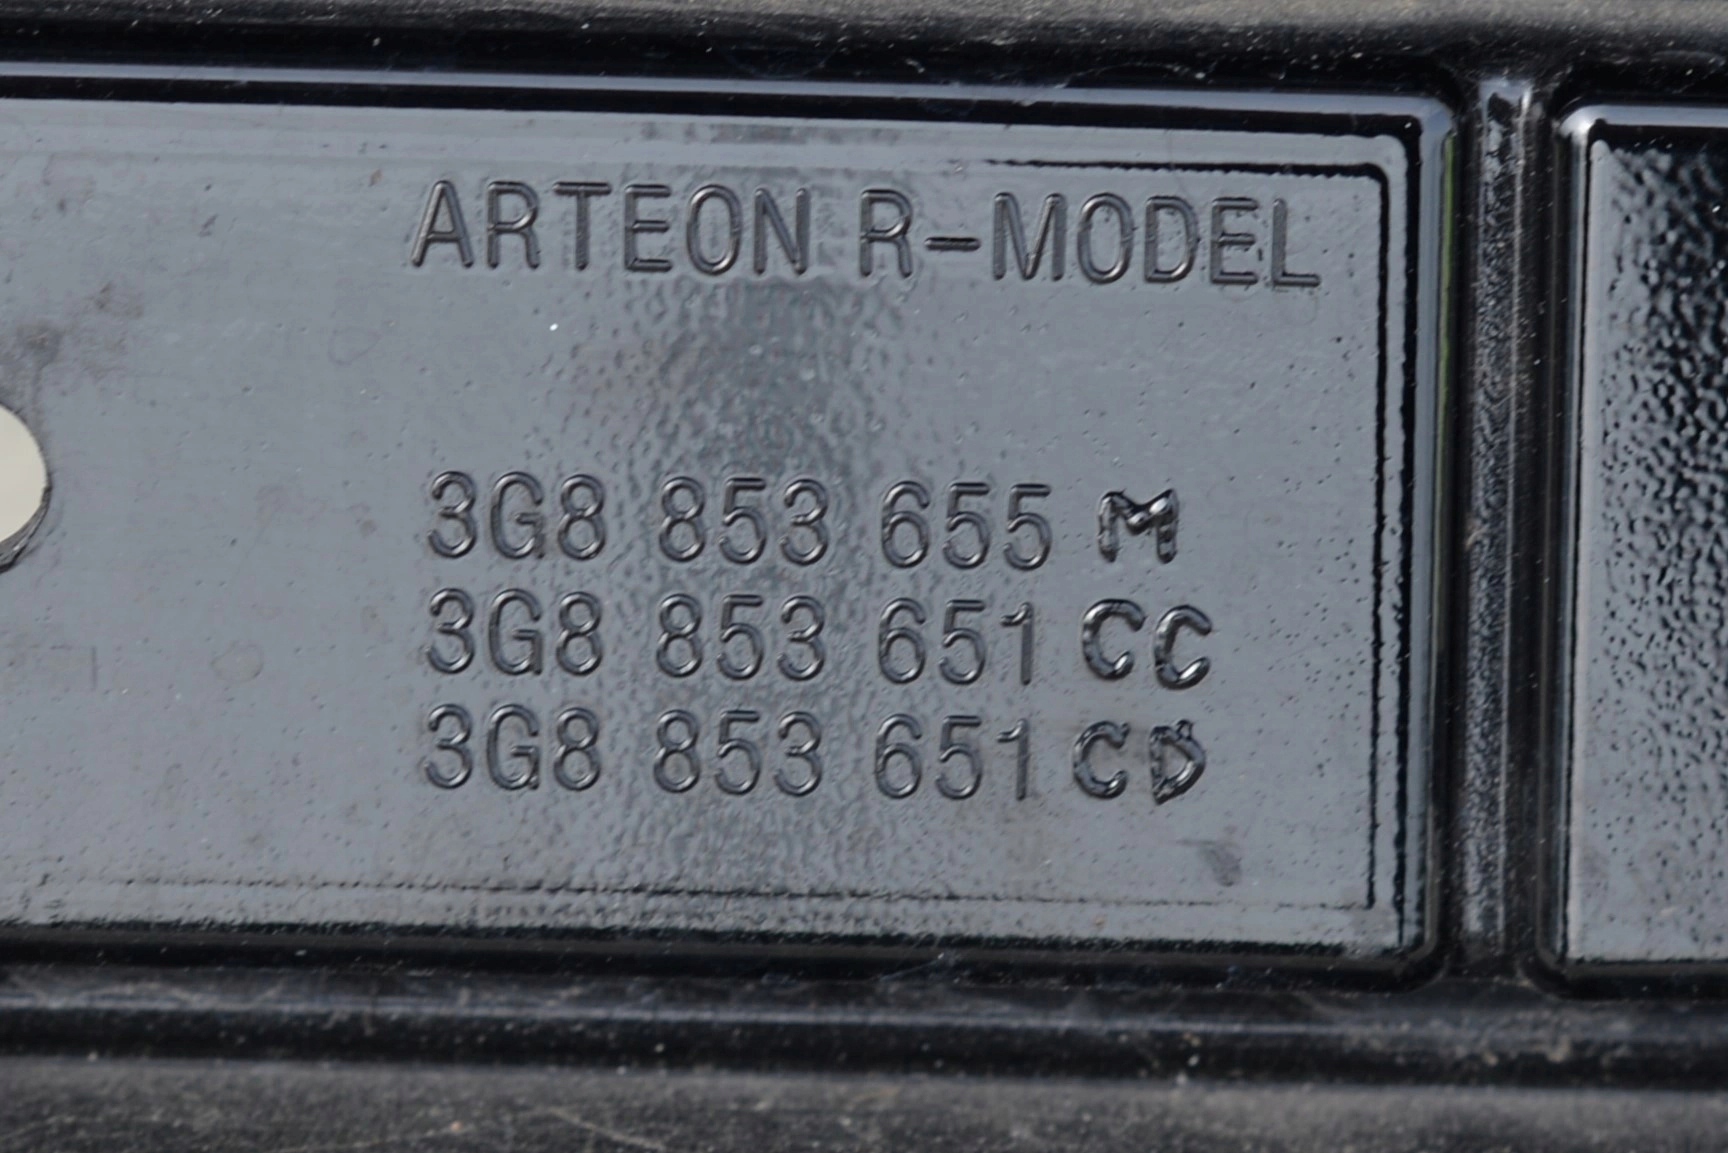 ARTEON R-MODEL
3G8 853 655 M
3G8 853 651 CC
3G8 853 651 CD